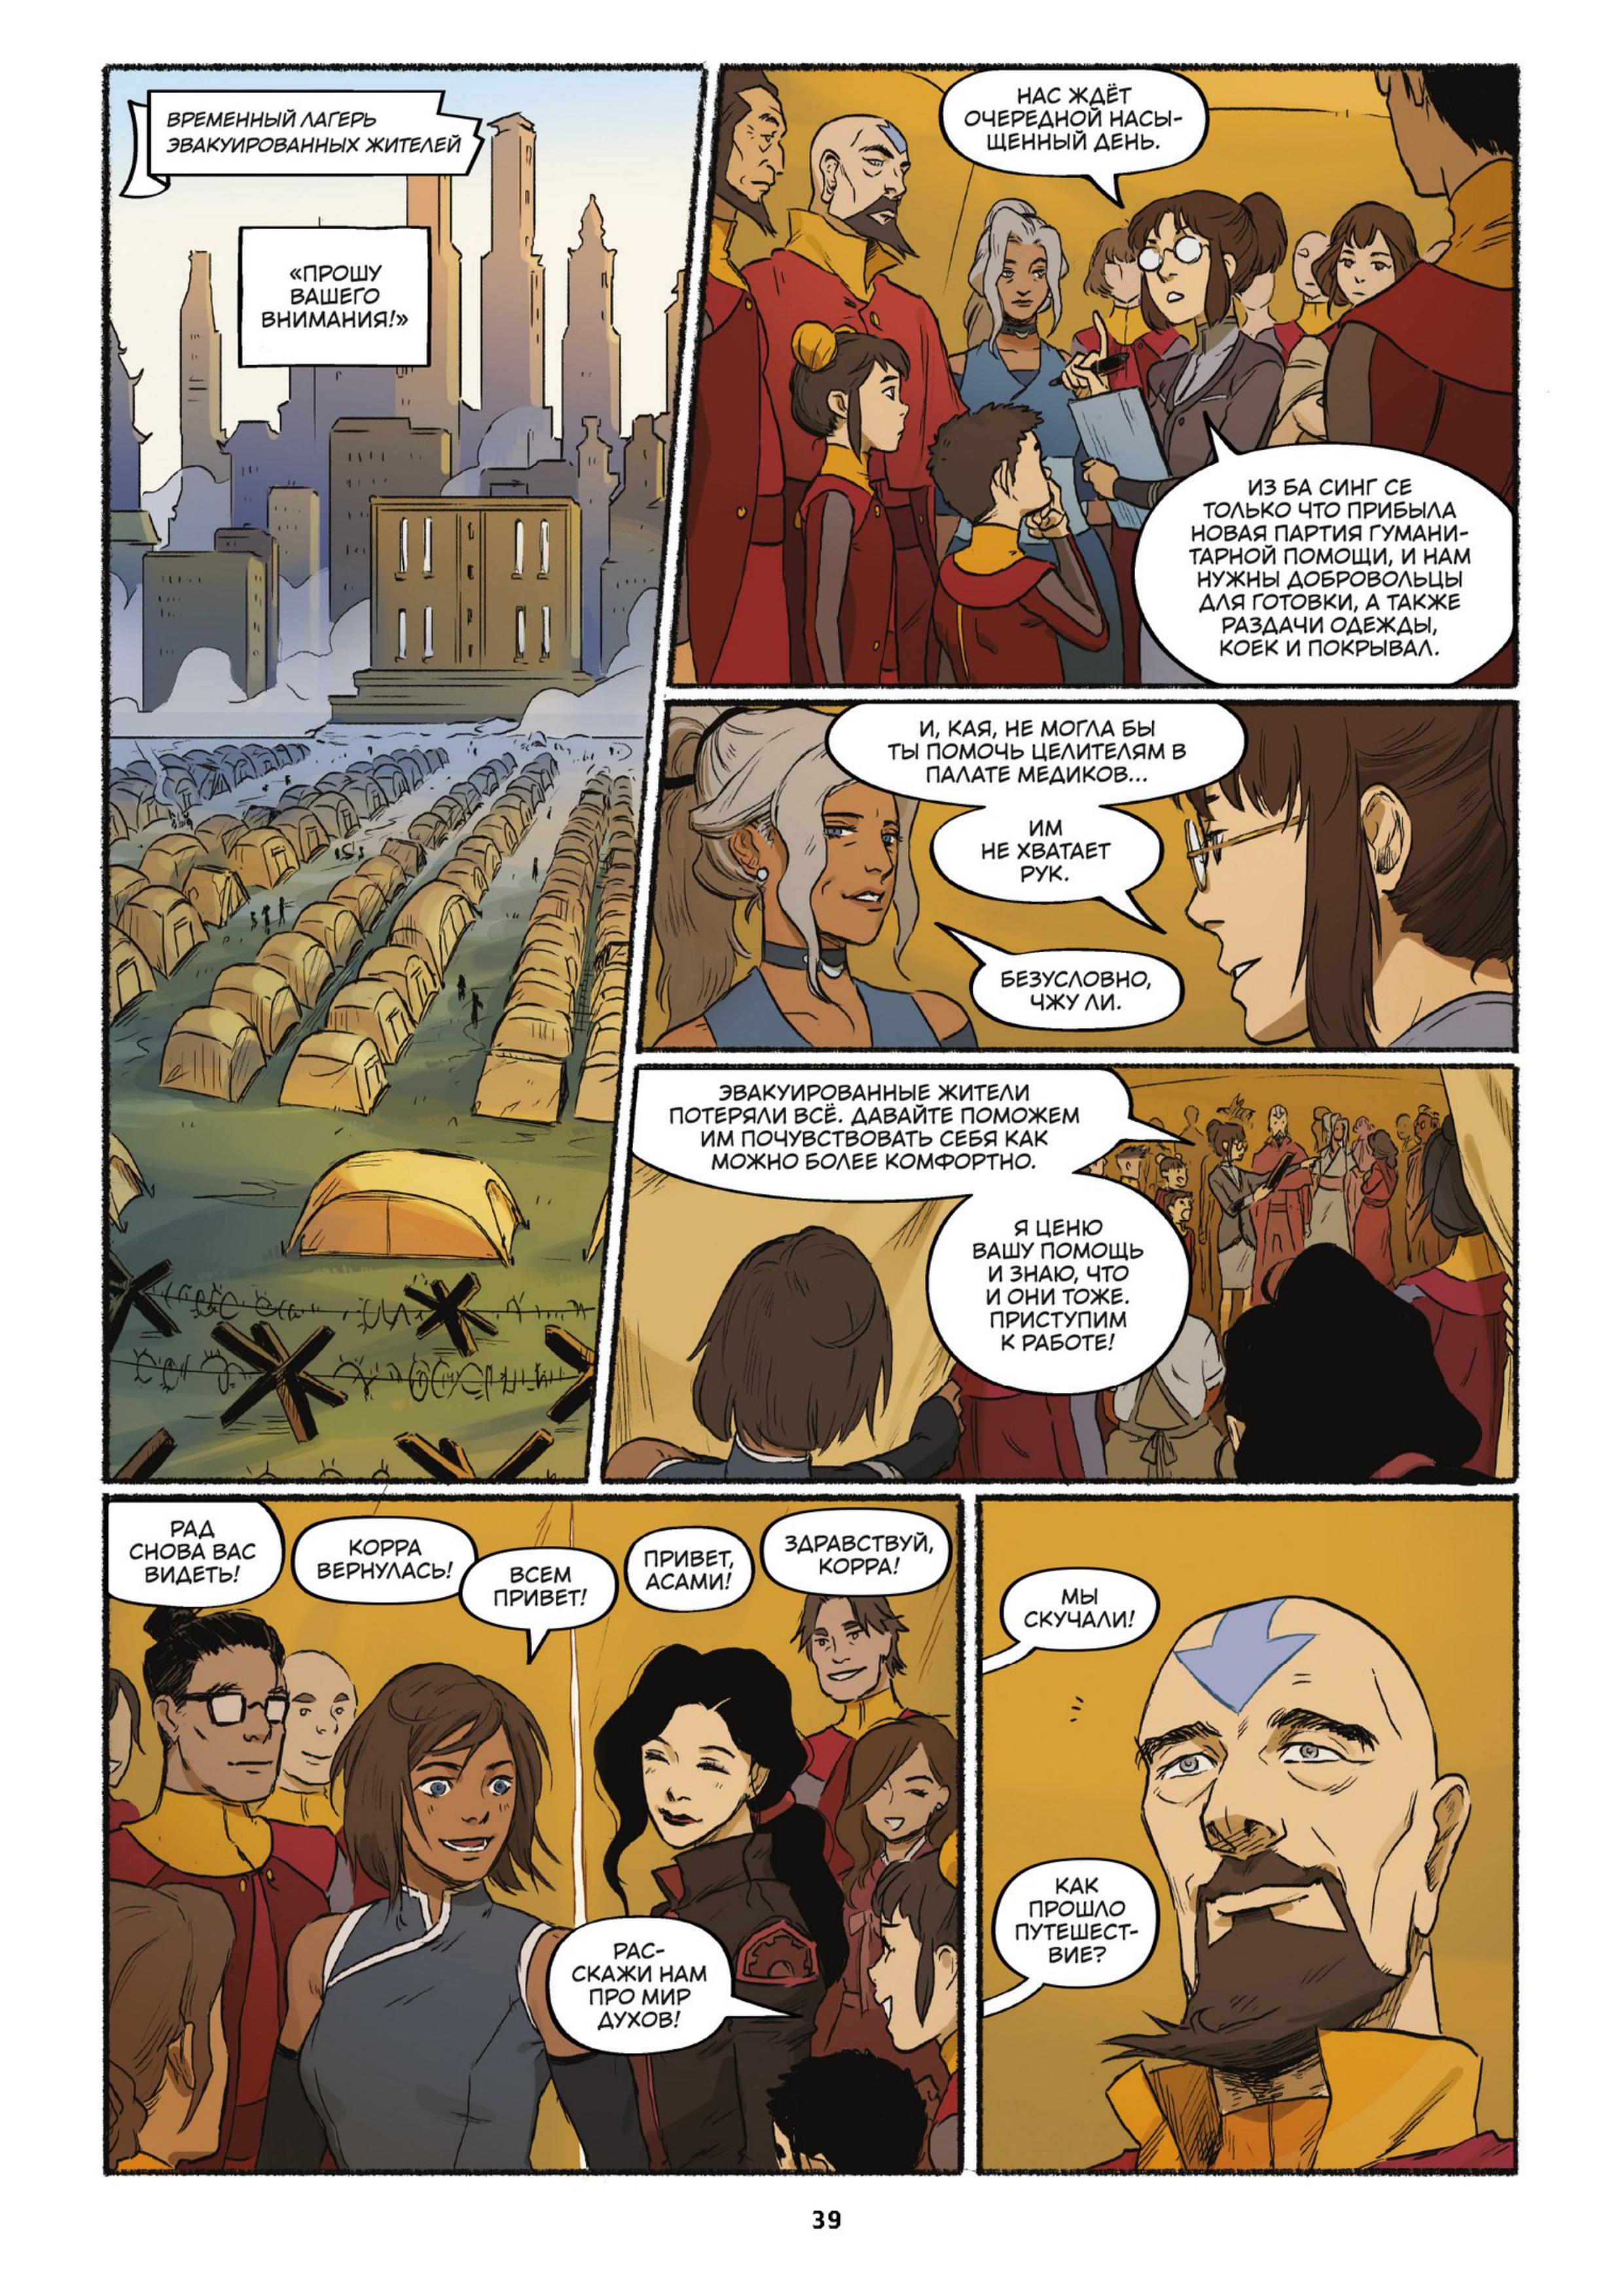 ВРЕМЕННЫЙ ЛАГЕРЬ
ЭВАКУИРОВАННЫХ ЖИТЕЛЕЙ
«ПРОШУ
ВАШЕГО
ВНИМАНИЯ!»
НАС ЖДЁТ
ОЧЕРЕДНОЙ НАСЫ-
ЩЕННЫЙ ДЕНЬ.
ИЗ БА СИНГ СЕ
ТОЛЬКО ЧТО ПРИБЫЛА
НОВАЯ ПАРТИЯ ГУМАНИ-
ТАРНОЙ ПОМОЩИ, И НАМ
НУЖНЫ ДОБРОВОЛЬЦЫ
ДЛЯ ГОТОВКИ, А ТАКЖЕ
РАЗДАЧИ ОДЕЖДЫ,
КОЕК И ПОКРЫВАЛ.
И, КАЯ, НЕ МОГЛА БЫ
ТЫ ПОМОЧЬ ЦЕЛИТЕЛЯМ В
ПАЛАТЕ МЕДИКОВ...
ИМ
НЕ ХВАТАЕТ
РУК.
БЕЗУСЛОВНО,
ЧЖУ ЛИ.
ЭВАКУИРОВАННЫЕ ЖИТЕЛИ
ПОТЕРЯЛИ ВСЁ. ДАВАЙТЕ ПОМОЖЕМ
ИМ ПОЧУВСТВОВАТЬ СЕБЯ КАК
МОЖНО БОЛЕЕ КОМФОРТНО.
Я ЦЕНЮ
ВАШУ ПОМОЩЬ
И ЗНАЮ, ЧТО
И ОНИ ТОЖЕ.
ПРИСТУПИМ
К РАБОТЕ!
РАД
СНОВА ВАС
ВИДЕТЬ!
КОРРА
ВЕРНУЛАСЬ!
ВСЕМ
ПРИВЕТ!
ПРИВЕТ,
АСАМИ!
ЗДРАВСТВУЙ,
КОРРА!
РАС-
СКАЖИ НАМ
ПРО МИР
ДУХОВ!
МЫ
СКУЧАЛИ!
КАК
ПРОШЛО
ПУТЕШЕСТ-
ВИЕ?
39